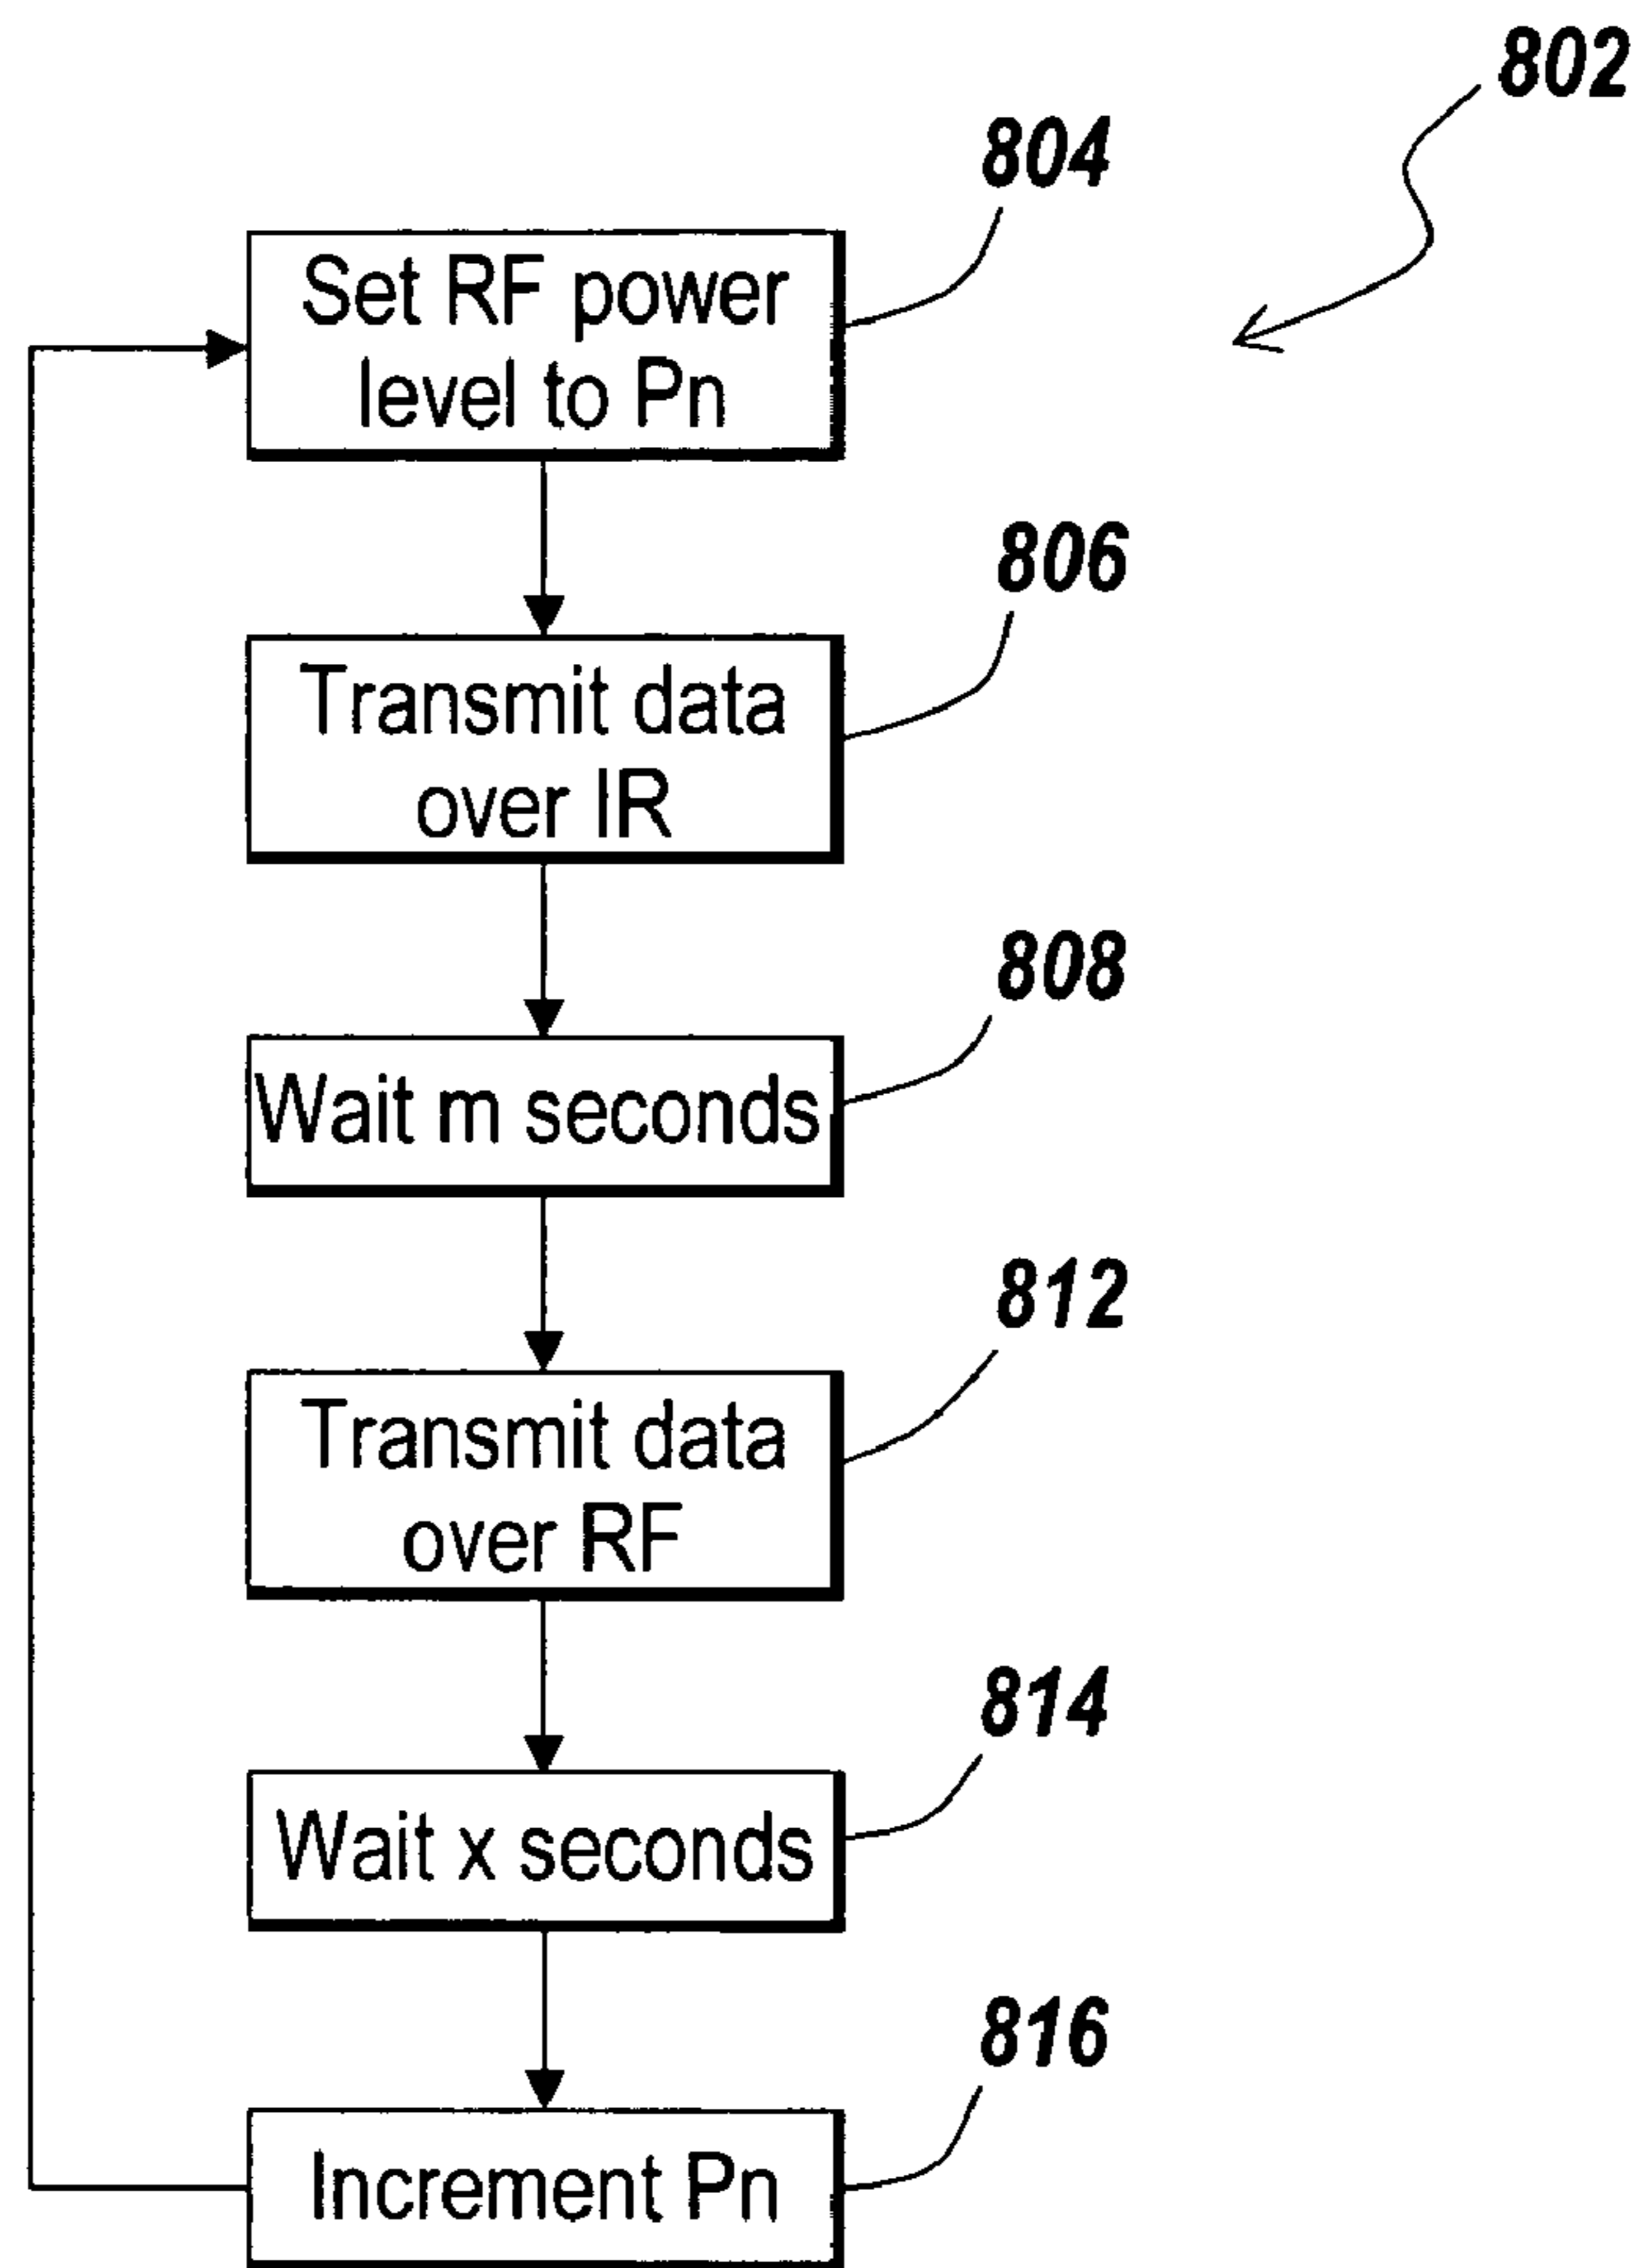 802
804
Set RF power
level to Pn
806
Transmit data
over IR
808
Wait m seconds
812
Transmit data
over RF
814
Wait x seconds
816
Increment Pn